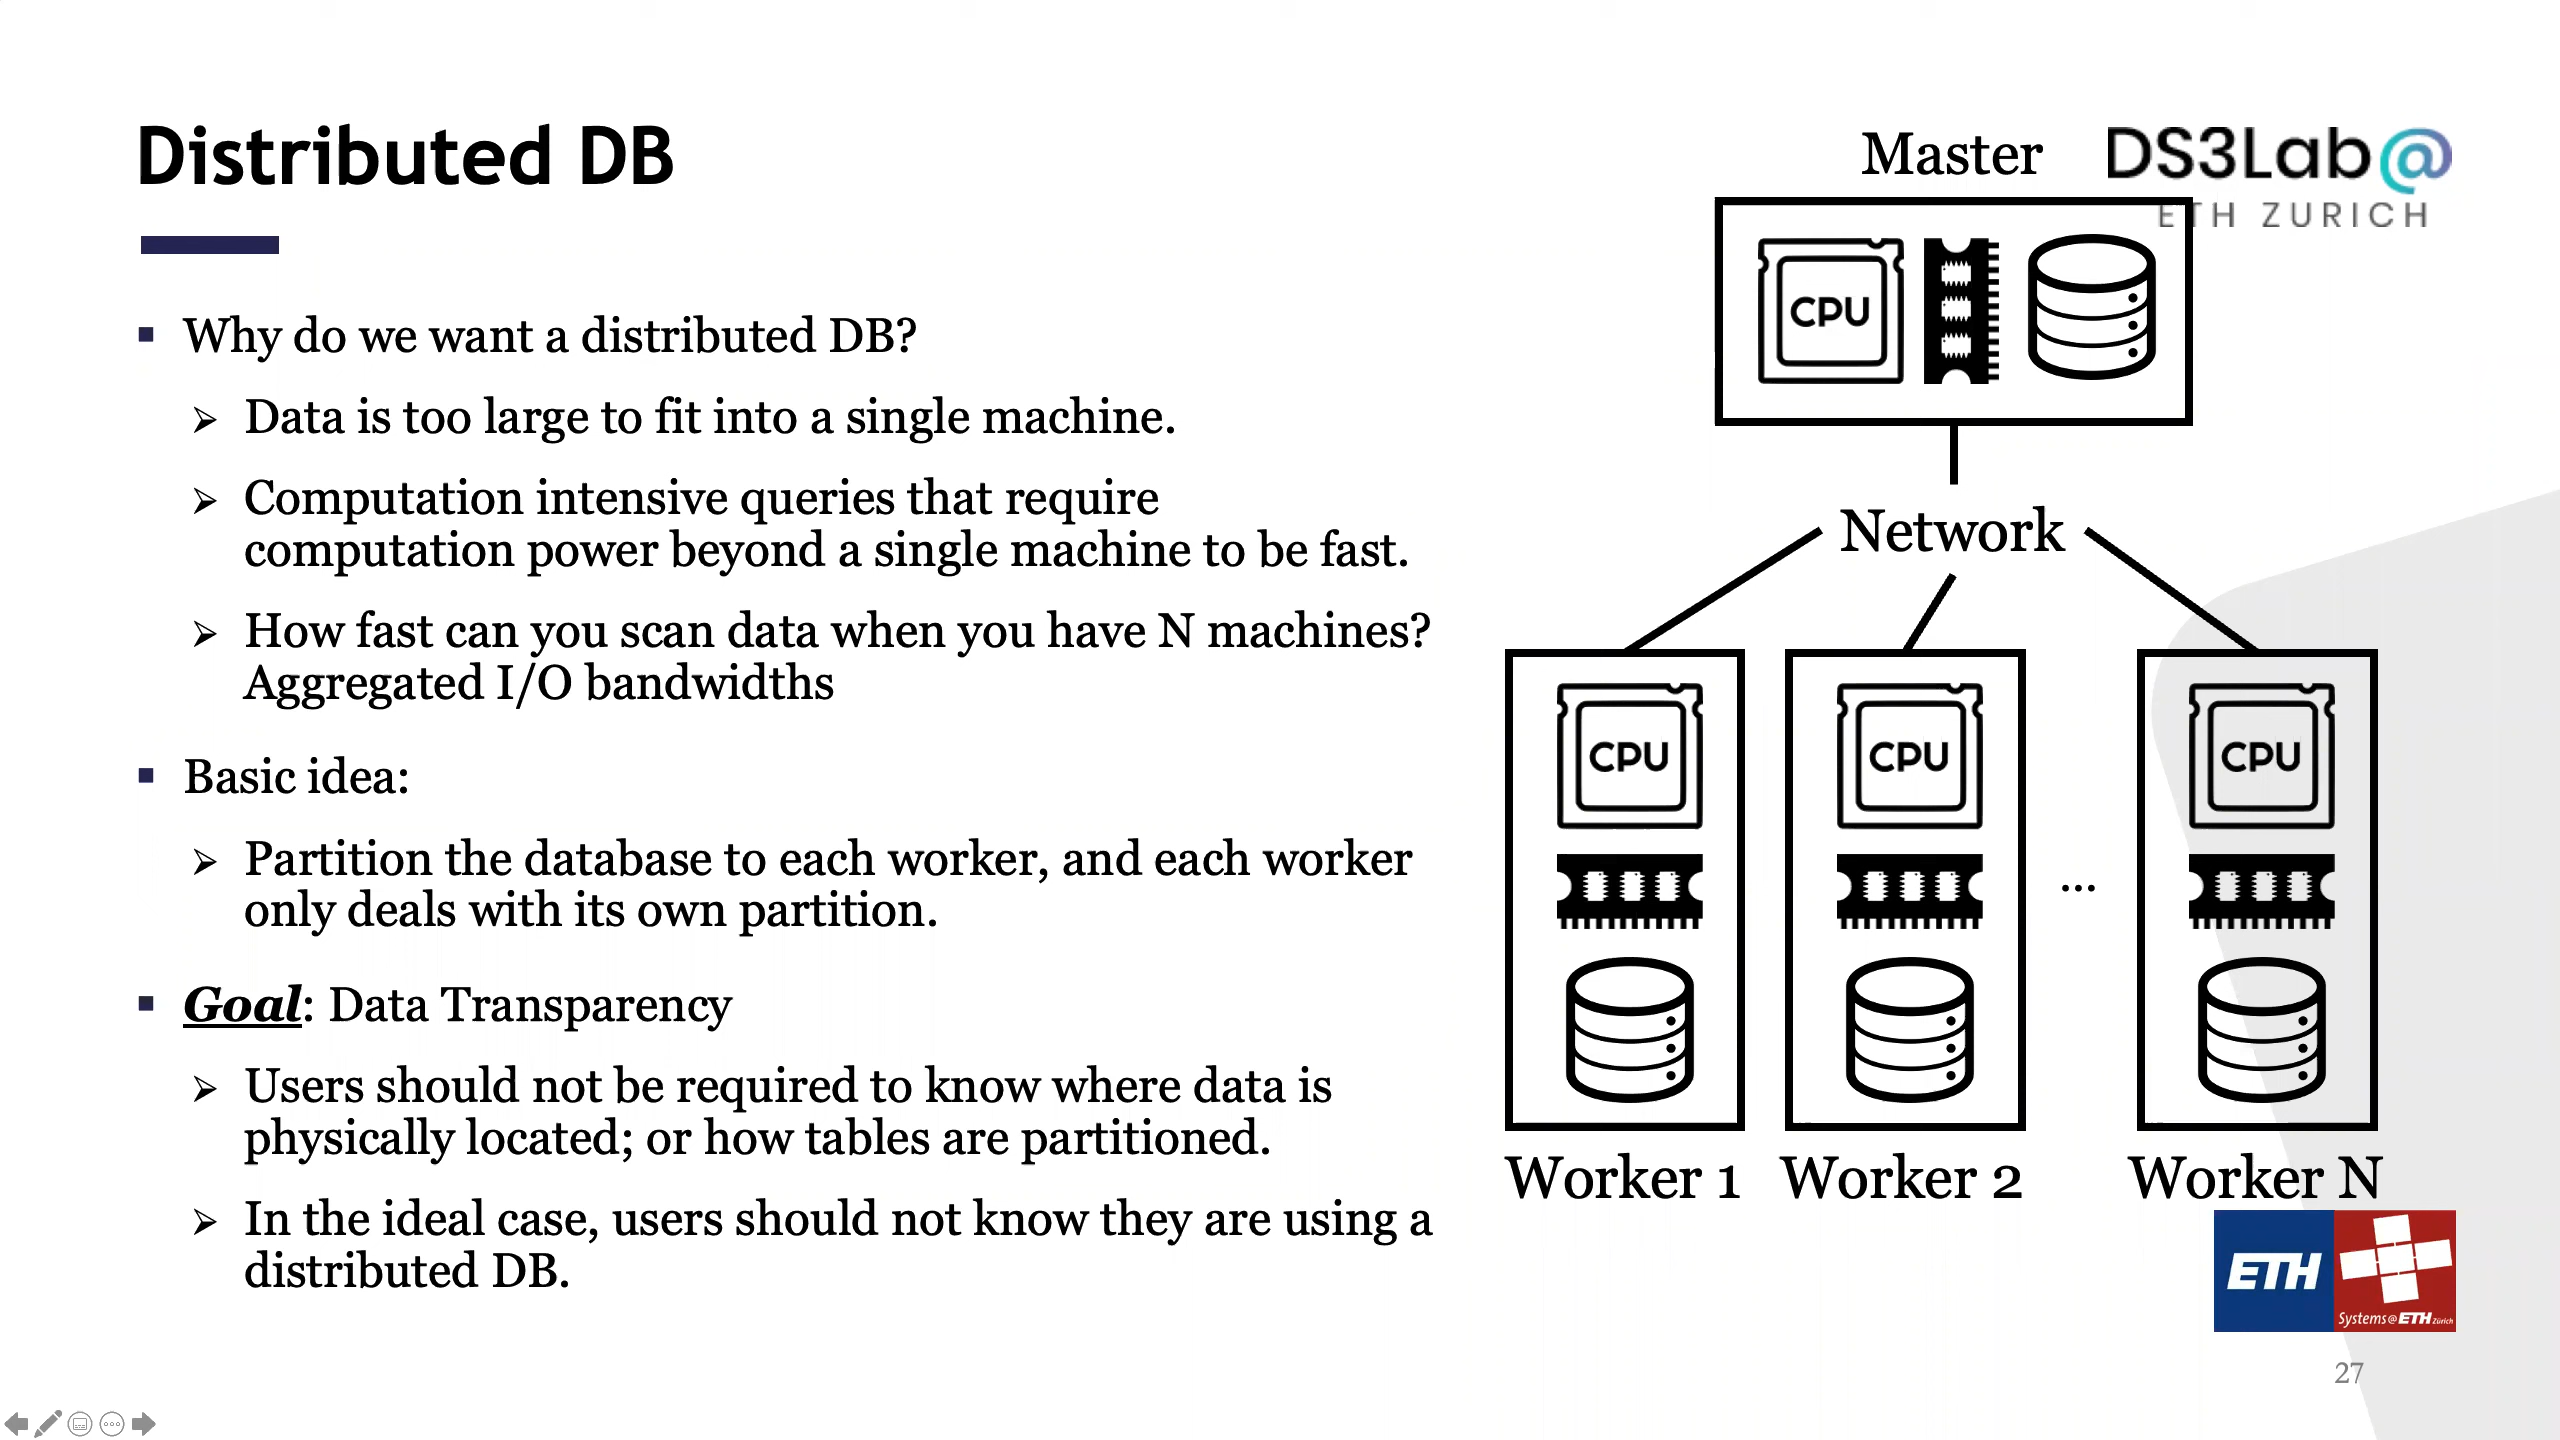 Distributed DB
Why do we want a distributed DB?
Data is too large to fit into a single machine.
Computation intensive queries that require
computation power beyond a single machine to be fast.
How fast can you scan data when you have N machines?
Aggregated I/O bandwidths
Basic idea:
Partition the database to each worker, and each worker
only deals with its own partition.
Goal: Data Transparency
Users should not be required to know where data is
physically located; or how tables are partitioned.
In the ideal case, users should not know they are using a
distributed DB.
Master
DS3Lab@
ETH ZURICH
CPU
Network
CPU
CPU
...
CPU
Worker 1
Worker 2
Worker N
ETH
Systems@ETH Zürich
27